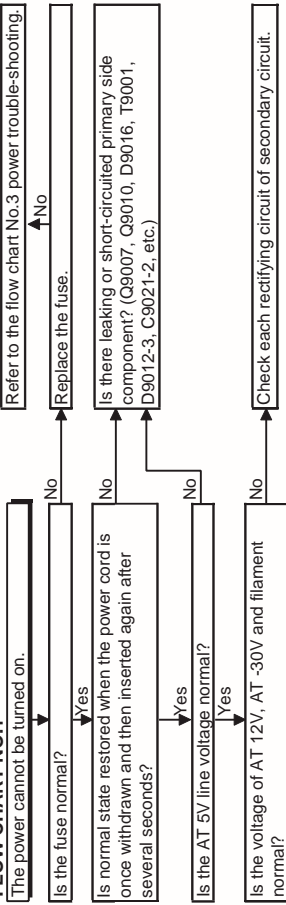 The power cannot be turned on.
Is the fuse normal?
No
Replace the fuse.
No
Refer to the flow chart No.3 power trouble-shooting.
Yes
Is normal state restored when the power cord is
once withdrawn and then inserted again after
several seconds?
No
Is there leaking or short-circuited primary side
component? (Q9007, Q9010, D9016, T9001,
D9012-3, C9021-2, etc.)
Yes
Is the AT 5V line voltage normal?
No
Yes
Is the voltage of AT 12V, AT -30V and filament
normal?
No
Check each rectifying circuit of secondary circuit.